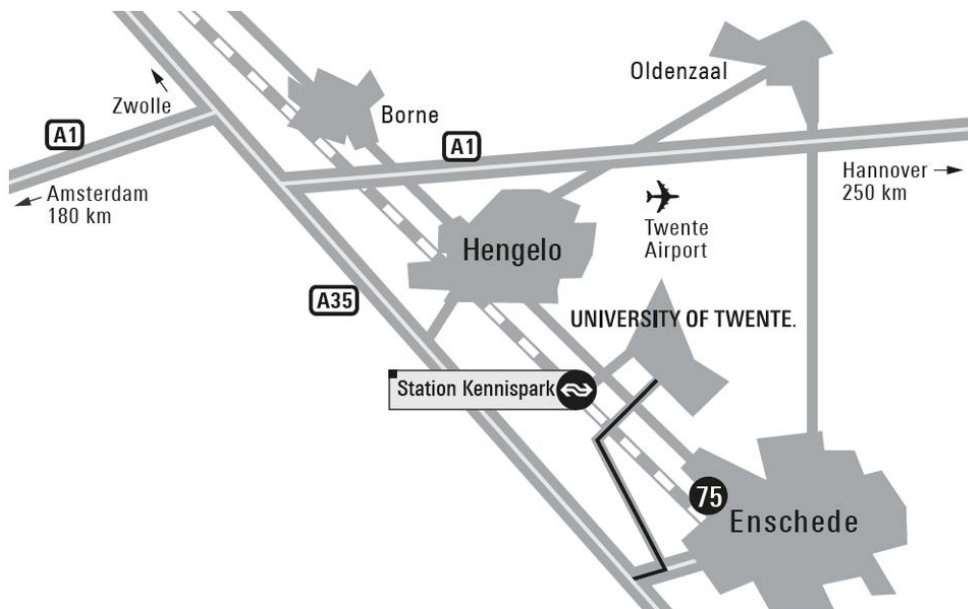 Oldenzaal
Zwolle
Borne
A1
A1
Hannover
250 km
Amsterdam
180 km
Twente
Airport
Hengelo
A35
UNIVERSITY OF TWENTE.
Station Kennispark
75
Enschede